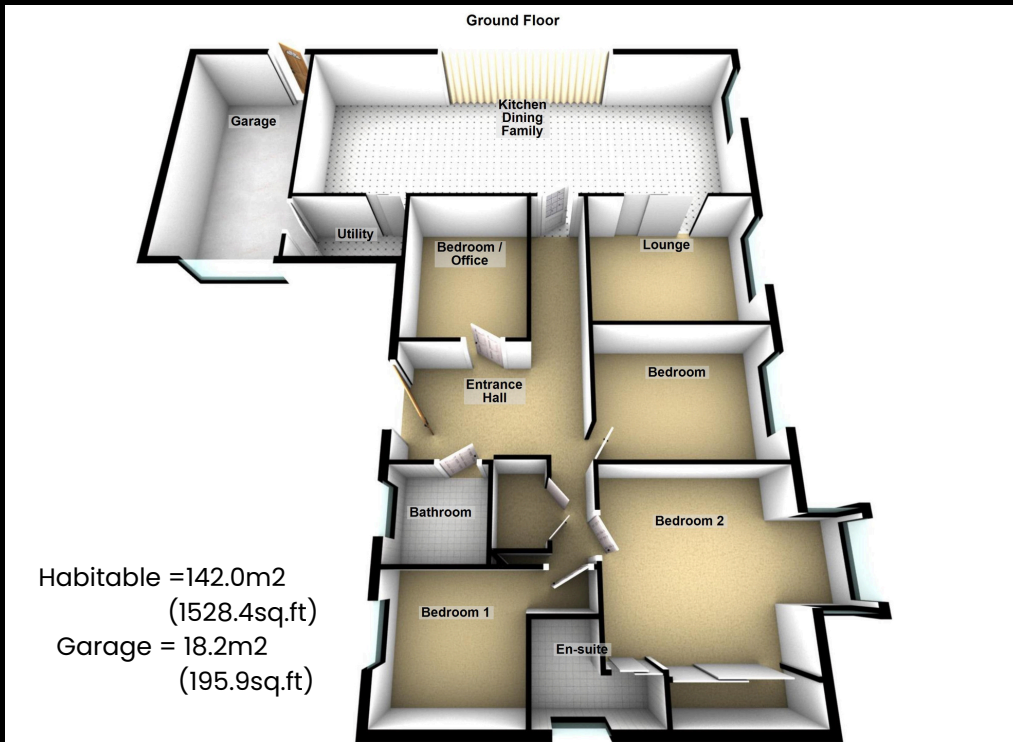 Ground Floor
Garage
Kitchen
Dining
Family
Utility
Bedroom /
Office
Lounge
Entrance
Hall
Bedroom
Bathroom
Bedroom 2
Bedroom 1
En-suite
Habitable =142.0m2
(1528.4sq.ft)
Garage = 18.2m2
(195.9sq.ft)